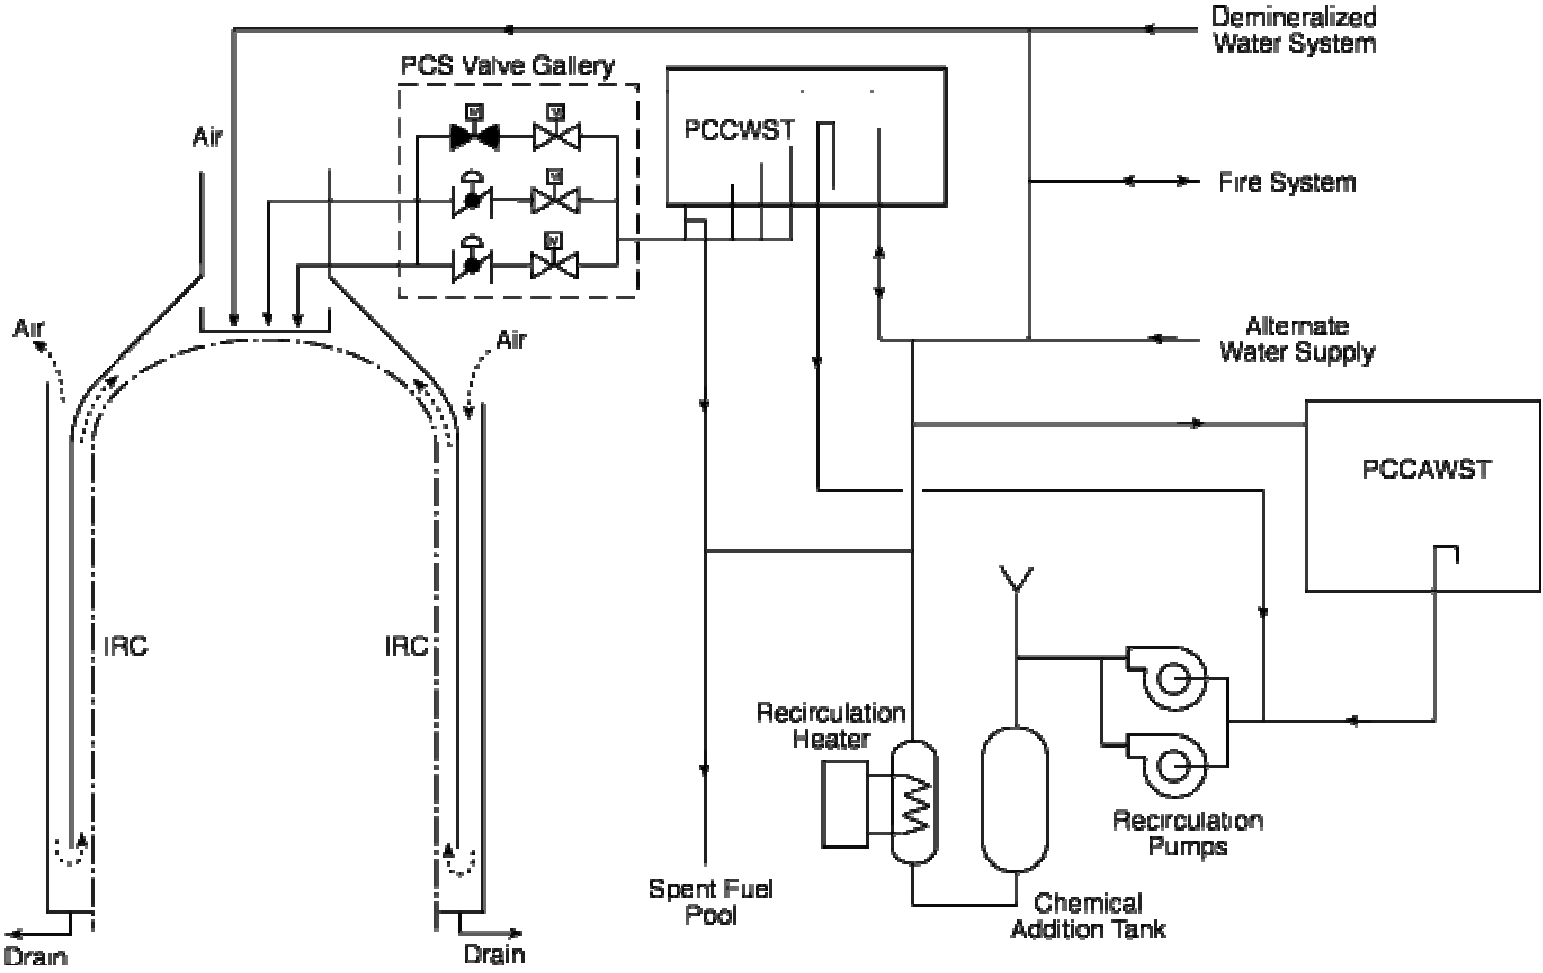 Demineralized
Water System
PCS Valve Gallery
Air
PCCWST
Fire System
Air
Air
Alternate
Water Supply
PCCAWST
IRC
IRC
Recirculation
Heater
Recirculation
Pumps
Spent Fuel
Pool
Chemical
Addition Tank
Drain
Drain